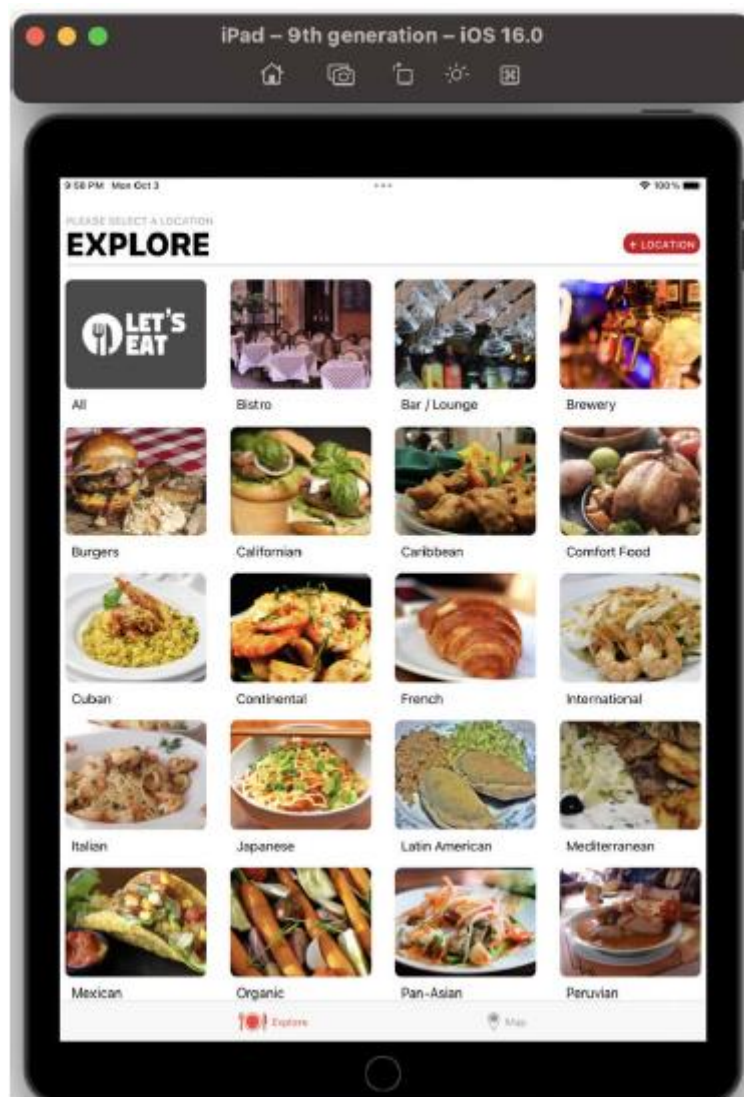 iPad – 9th generation – iOS 16.0
9:58 PM Mon Oct 3
100%
PLEASE SELECT A LOCATION
EXPLORE
+ LOCATION
LET'S
EAT
All
Bistro
Bar / Lounge
Brewery
Burgers
Californian
Caribbean
Comfort Food
Cuban
Continental
French
International
Italian
Japanese
Latin American
Mediterranean
Mexican
Organic
Pan-Asian
Peruvian
Explore
Map